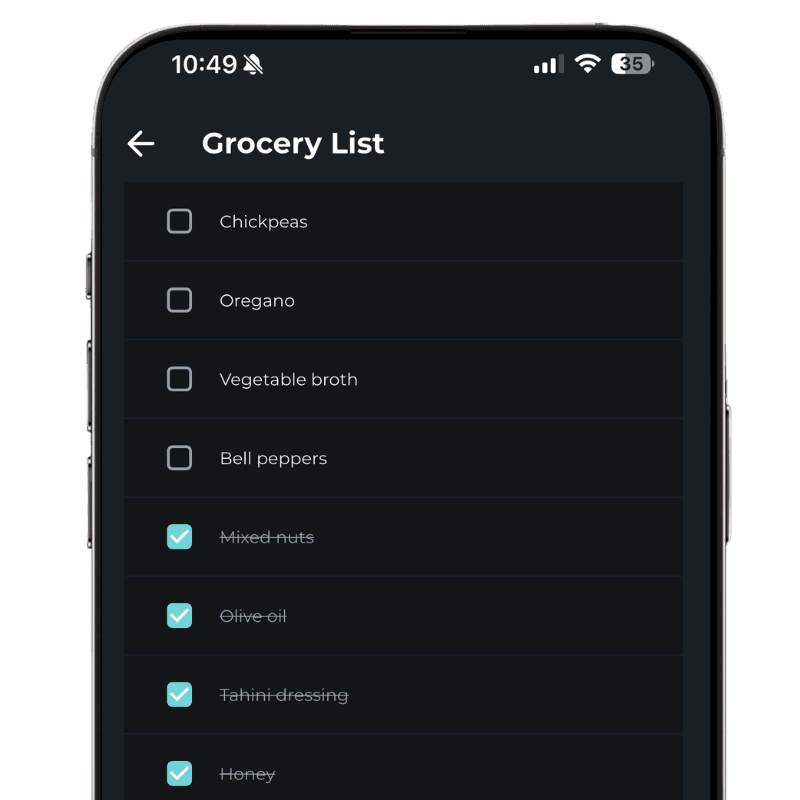 10:49
35
Grocery List
Chickpeas
Oregano
Vegetable broth
Bell peppers
Mixed nuts
Olive oil
Tahini dressing
Honey